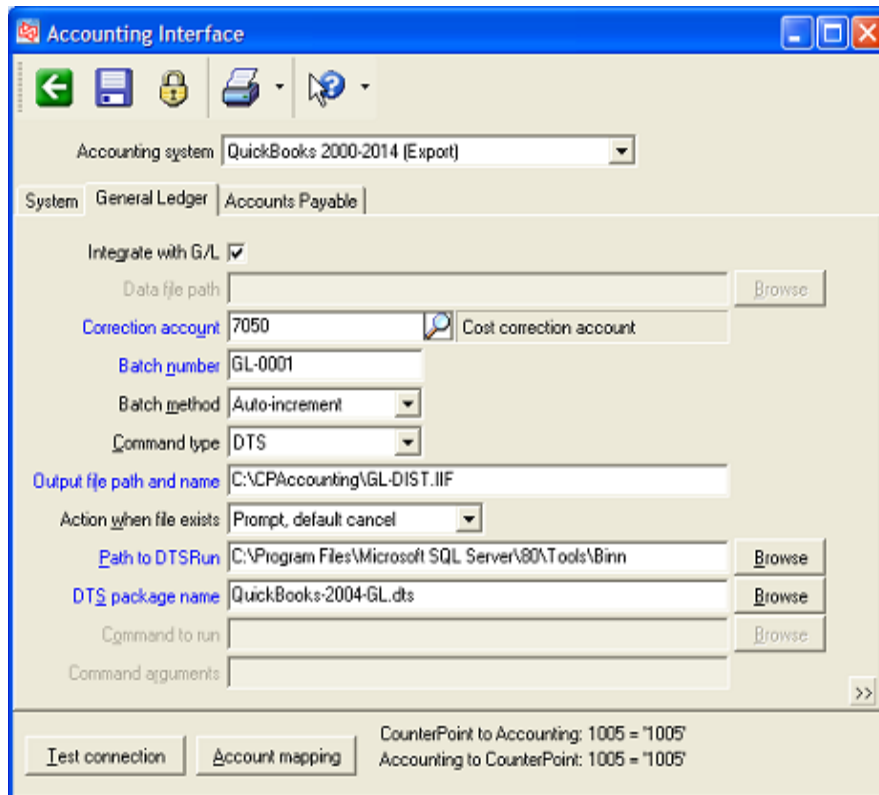 Accounting Interface
Accounting system QuickBooks 2000-2014 (Export)
System General Ledger Accounts Payable
Integrate with G/L
Data file path Browse
Correction account 7050 Cost correction account
Batch number GL-0001
Batch method Auto-increment
Command type DTS
Output file path and name C:\CPAccounting\GL-DIST.IIF
Action when file exists Prompt, default cancel
Path to DTSRun C:\Program Files\Microsoft SQL Server\80\Tools\Binn Browse
DTS package name QuickBooks-2004-GL.dts Browse
Command to run Browse
Command arguments
>>
CounterPoint to Accounting: 1005 = '1005'
Test connection Account mapping
Accounting to CounterPoint: 1005 = '1005'